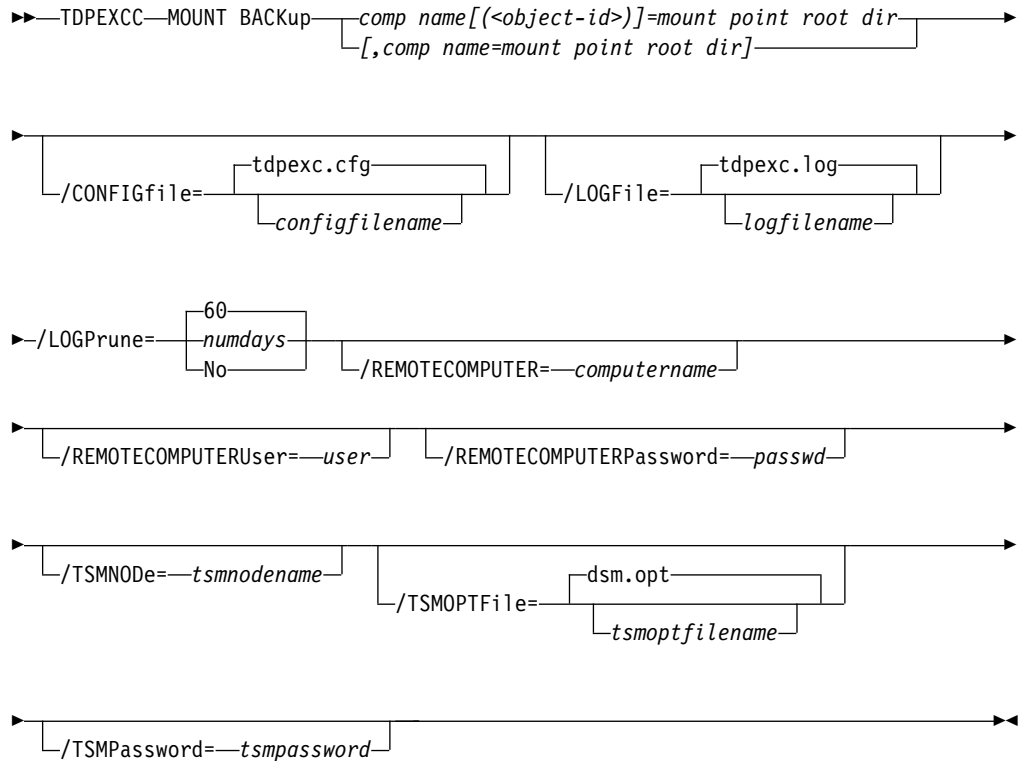 TDPEXCC MOUNT BACKup comp name[(<object-id>)]=mount point root dir
[,comp name=mount point root dir]
/CONFIGfile= tdpexc.cfg
configfilename
/LOGFile= tdpexc.log
logfilename
/LOGPrune= 60
numdays
No
/REMOTECOMPUTER= computername
/REMOTECOMPUTERUser= user
/REMOTECOMPUTERPassword= passwd
/TSMNODe= tsmnodename
/TSMOPTFile= dsm.opt
tsmoptfilename
/TSMPassword= tsmpassword